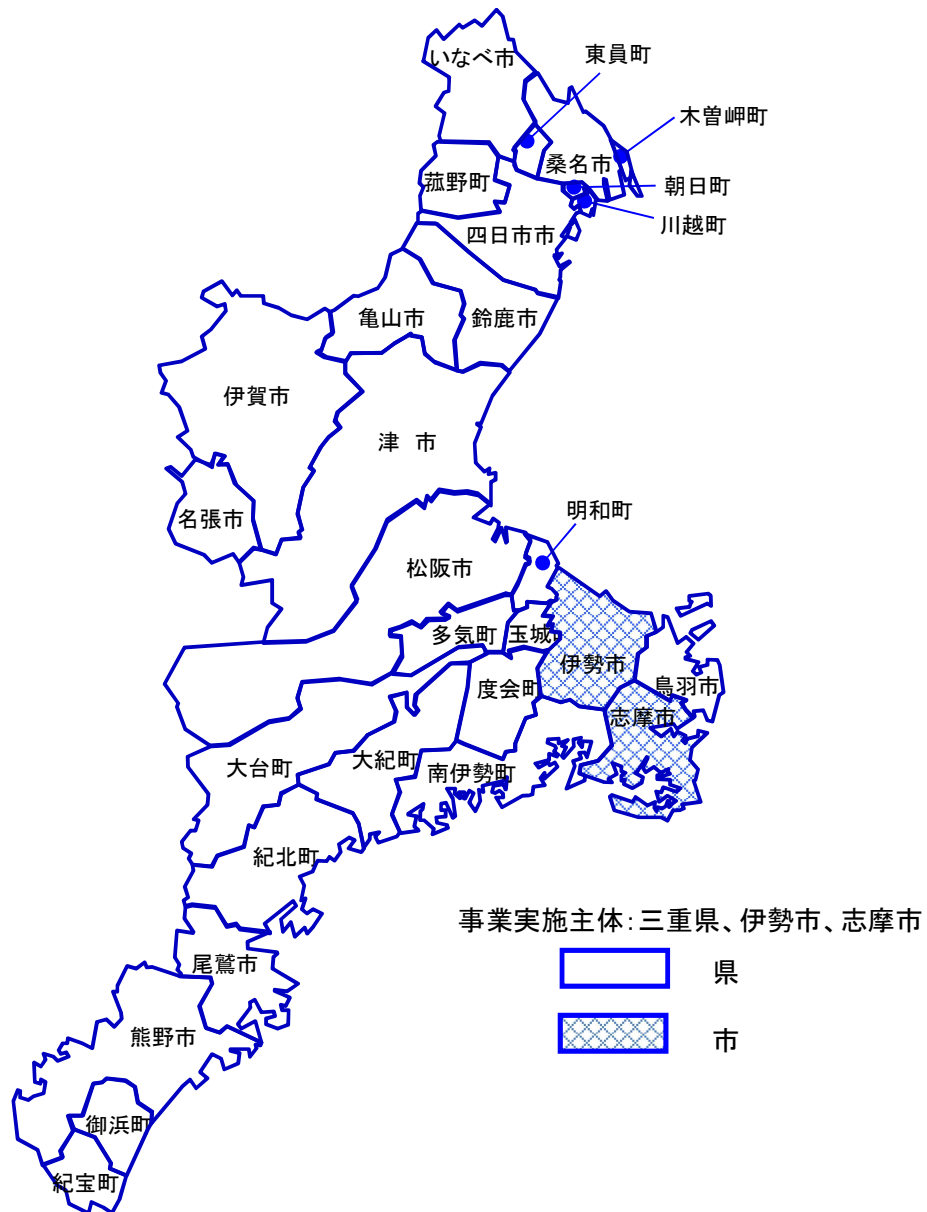 いなべ市
東員町
木曽岬町
桑名市
菰野町
朝日町
川越町
四日市市
亀山市
鈴鹿市
伊賀市
津 市
名張市
明和町
松阪市
多気町
玉城
伊勢市
度会町
鳥羽市
志摩市
大台町
大紀町
南伊勢町
紀北町
事業実施主体:三重県、伊勢市、志摩市
県
尾鷲市
市
熊野市
御浜町
紀宝町